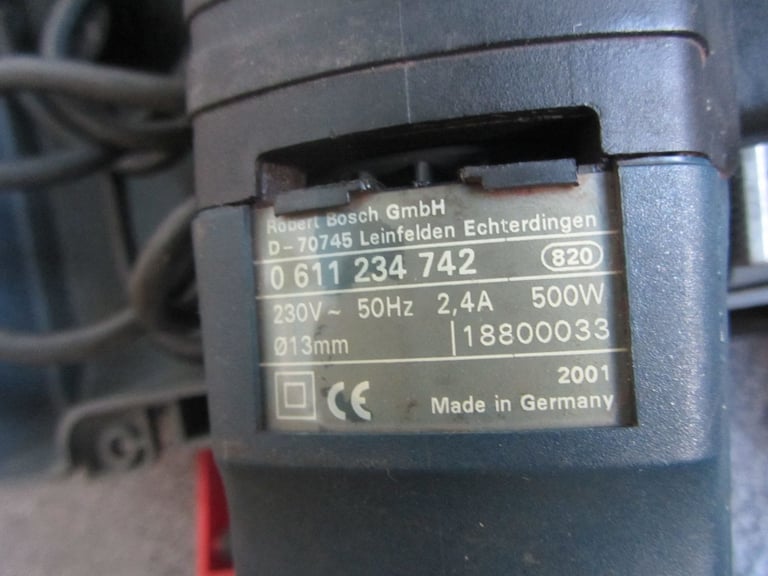 Robert Bosch GmbH
D-70745 Leinfelden Echterdingen
0 611 234 742 820
230V~ 50Hz 2,4A 500W
Ø13mm |18800033
2001
CE Made in Germany